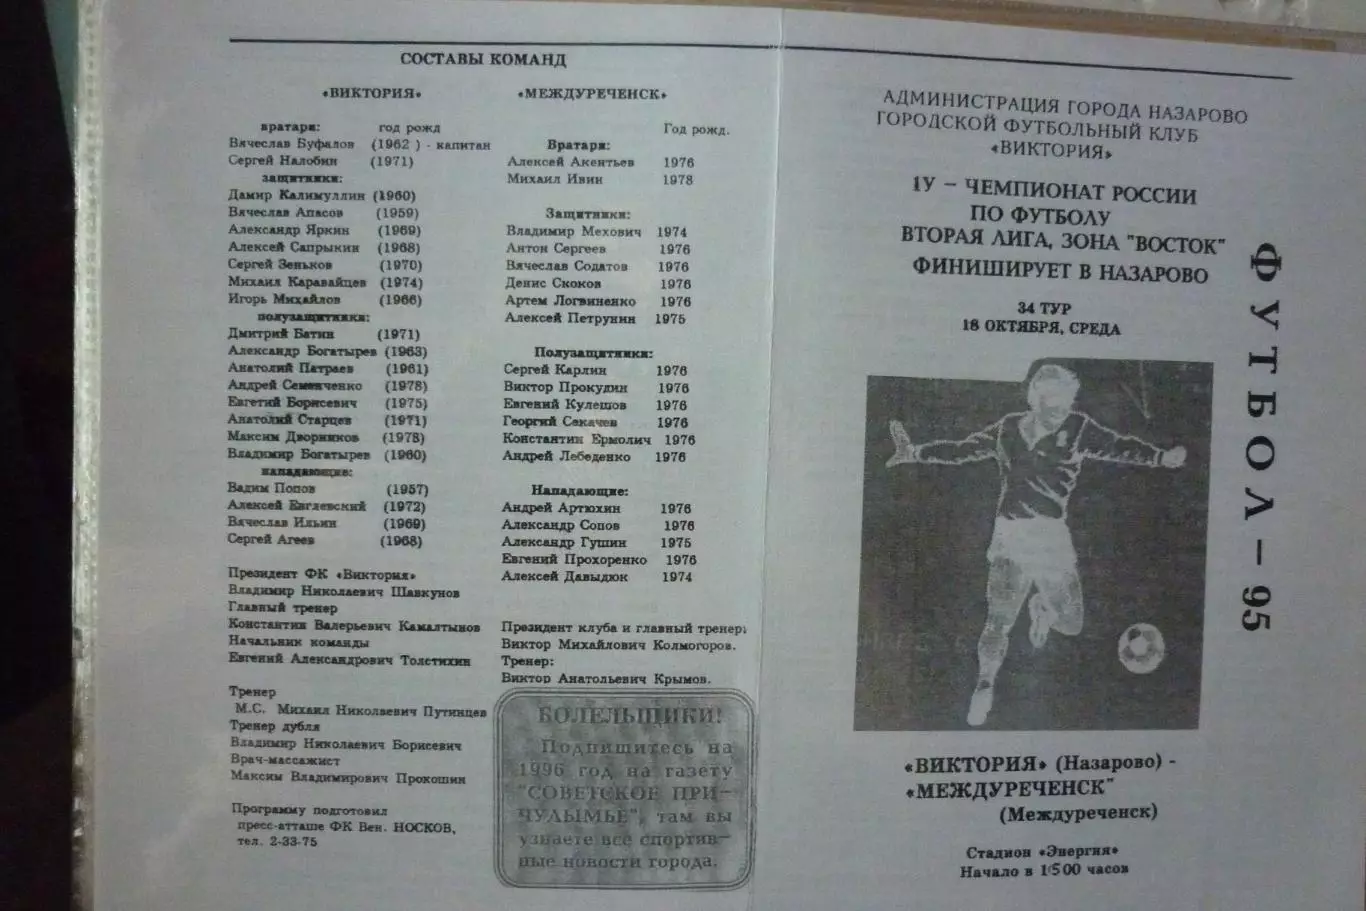 СОСТАВЫ КОМАНД
«ВИКТОРИЯ»
вратари: год рожд
Вячеслав Буфалов (1962 ) - капитан
Сергей Налобин (1971)
защитники:
Дамир Калимуллин (1960)
Вячеслав Апасов (1959)
Александр Яркин (1969)
Алексей Сапрыкин (1968)
Сергей Зеньков (1970)
Михаил Каравайцев (1974)
Игорь Михайлов (1966)
полузащитники:
Дмитрий Батин (1971)
Александр Богатырев (1963)
Анатолий Патраев (1961)
Андрей Семенченко (1978)
Евгетий Борисевич (1975)
Анатолий Старцев (1971)
Максим Дворников (1978)
Владимир Богатырев (1960)
нападающие:
Вадим Попов (1957)
Алексей Евглевский (1972)
Вячеслав Ильин (1969)
Сергей Агеев (1968)
Президент ФК «Виктория»
Владимир Николаевич Шавкунов
Главный тренер
Константин Валерьевич Камалтынов
Начальник команды
Евгений Александрович Толстихин
Тренер
М.С. Михаил Николаевич Путинцев
Тренер дубля
Владимир Николаевич Борисевич
Врач-массажист
Максим Владимирович Прокошин
Программу подготовил
пресс-атташе ФК Вен. НОСКОВ,
тел. 2-33-75
«МЕЖДУРЕЧЕНСК»
Год рожд.
Вратари:
Алексей Акентьев 1976
Михаил Ивин 1978
Защитники:
Владимир Мехович 1974
Антон Сергеев 1976
Вячеслав Содатов 1976
Денис Скоков 1976
Артем Логвиненко 1976
Алексей Петрунин 1975
Полузащитники:
Сергей Карлин 1976
Виктор Прокудин 1976
Евгений Кулешов 1976
Георгий Секачев 1976
Константин Ермолич 1976
Андрей Лебеденко 1976
Нападающие:
Андрей Артюхин 1976
Александр Сопов 1976
Александр Гушин 1975
Евгений Прохоренко 1976
Алексей Давыдюк 1974
Президент клуба и главный тренер:
Виктор Михайлович Колмогоров.
Тренер:
Виктор Анатольевич Крымов.
БОЛЕЛЬЩИКИ!
Подпишитесь на
1996 год на газету
"СОВЕТСКОЕ ПРИ-
ЧУЛЫМЬЕ", там вы
узнаете все спортив-
ные новости города.
АДМИНИСТРАЦИЯ ГОРОДА НАЗАРОВО
ГОРОДСКОЙ ФУТБОЛЬНЫЙ КЛУБ
«ВИКТОРИЯ»
1У - ЧЕМПИОНАТ РОССИИ
ПО ФУТБОЛУ
ВТОРАЯ ЛИГА, ЗОНА "ВОСТОК"
ФИНИШИРУЕТ В НАЗАРОВО
34 ТУР
18 ОКТЯБРЯ, СРЕДА
ФУТБОЛ - 95
«ВИКТОРИЯ» (Назарово) -
«МЕЖДУРЕЧЕНСК"
(Междуреченск)
Стадион «Энергия»
Начало в 1500 часов